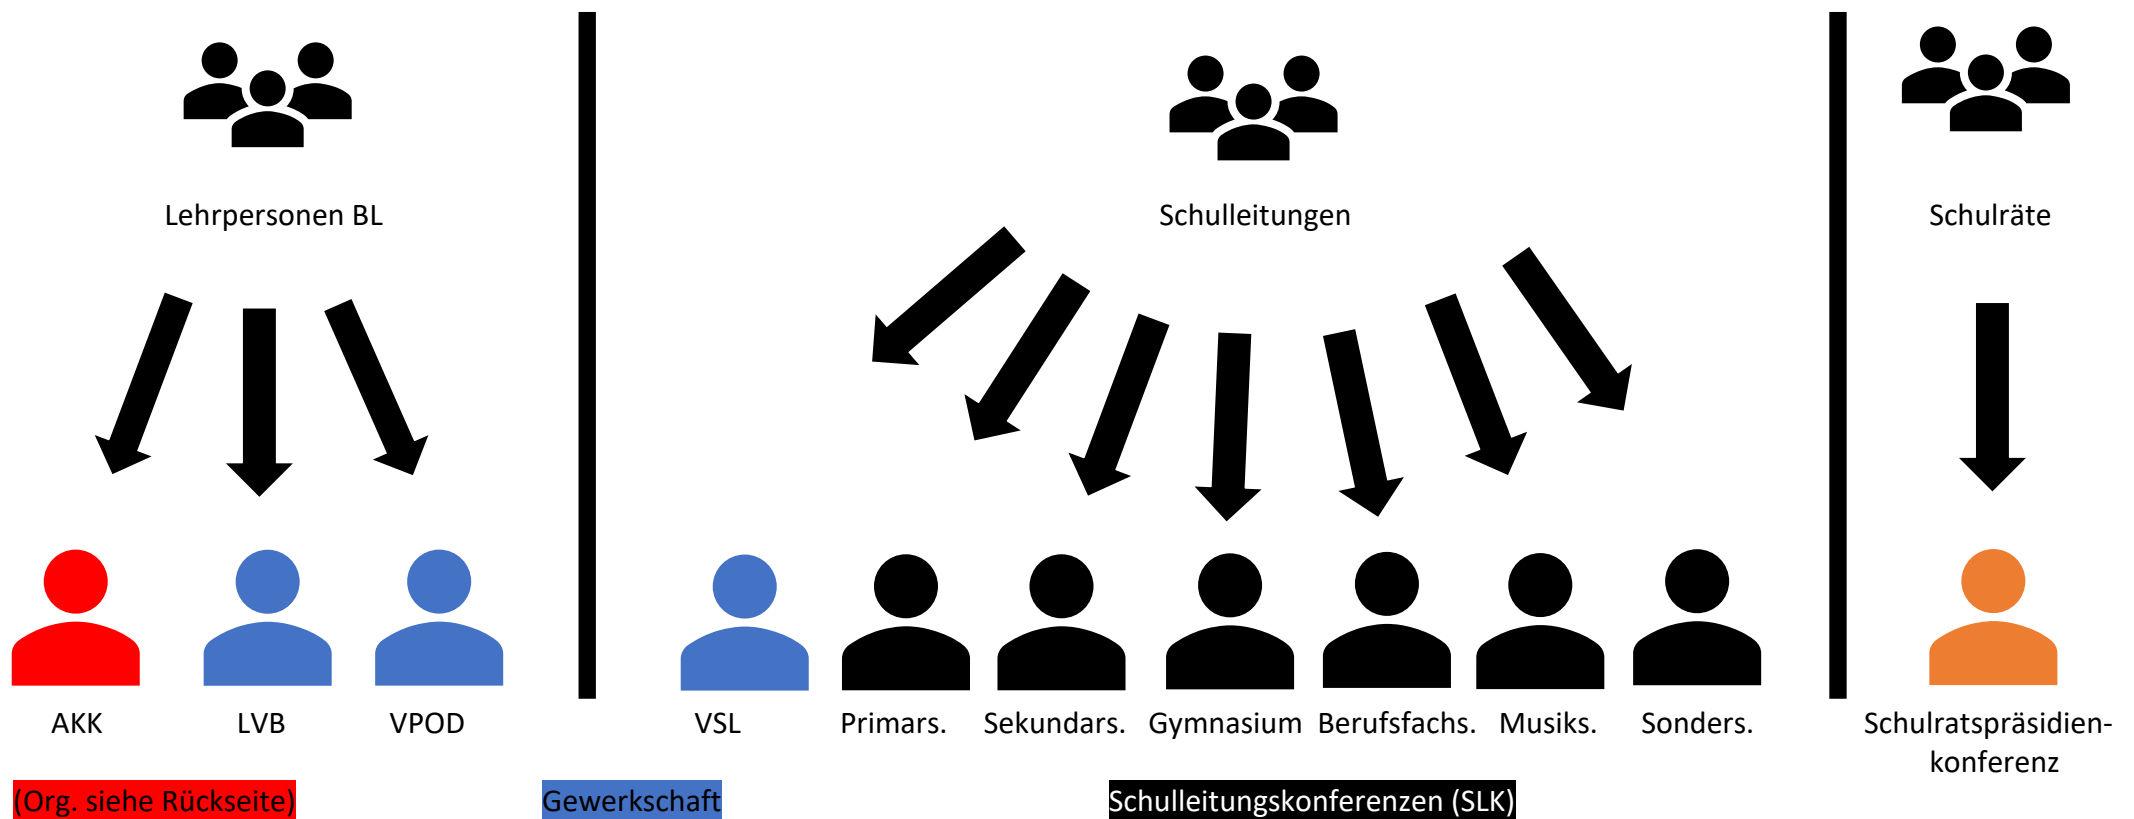 Lehrpersonen BL
Schulleitungen
Schulräte
AKK
LVB
VPOD
VSL
Primars.
Sekundars.
Gymnasium
Berufsfachs.
Musiks.
Sonders.
Schulratspräsidien-
konferenz
(Org. siehe Rückseite)
Gewerkschaft
Schulleitungskonferenzen (SLK)